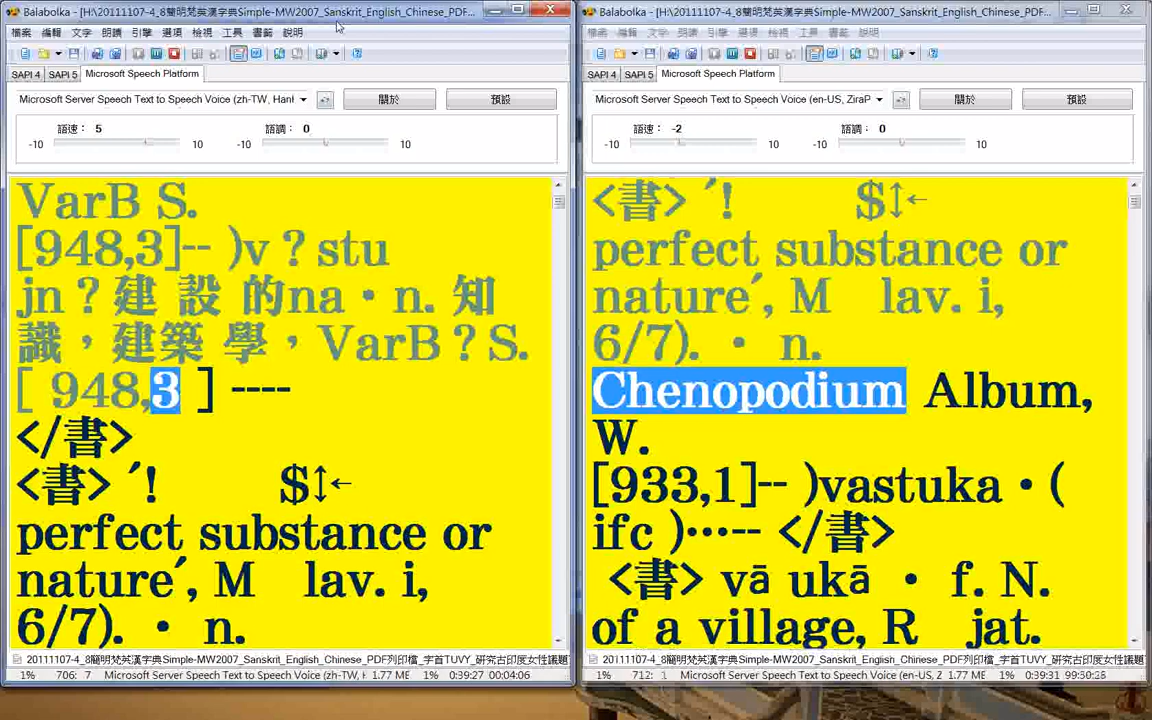 Balabolka - [H:\20111107-4_8簡明梵英漢字典Simple-MW2007_Sanskrit_English_Chinese_PDF...
檔案 編輯 文字 朗讀 引擎 選項 檢視 工具 書籤 說明
SAPI 4 SAPI 5 Microsoft Speech Platform
Microsoft Server Speech Text to Speech Voice (zh-TW, Hanl
關於 預設
語速： 5 語調： 0
-10 10 -10 10
VarB S.
[948,3]-- )v ? stu
jn ? 建 設 的na‧n. 知
識，建築 學，VarB ? S.
[ 948,3 ] ----
</書>
<書> ´! $↕←
perfect substance or
nature´, M lav. i,
6/7). ‧ n.
20111107-4_8簡明梵英漢字典Simple-MW2007_Sanskrit_English_Chinese_PDF列印檔_字首TUVY_研究古印度女性議題
1% 706: 7 Microsoft Server Speech Text to Speech Voice (zh-TW, H 1.77 ME 1% 0:39:27 00:04:06
Balabolka - [H:\20111107-4_8簡明梵英漢字典Simple-MW2007_Sanskrit_English_Chinese_PDF...
檔案 編輯 文字 朗讀 引擎 選項 檢視 工具 書籤 說明
SAPI 4 SAPI 5 Microsoft Speech Platform
Microsoft Server Speech Text to Speech Voice (en-US, ZiraP
關於 預設
語速： -2 語調： 0
-10 10 -10 10
<書> ´! $↕←
perfect substance or
nature´, M lav. i,
6/7). ‧ n.
Chenopodium Album,
W.
[933,1]-- )vastuka‧(
ifc )…-- </書>
<書> vā ukā ‧ f. N.
of a village, R jat.
20111107-4_8簡明梵英漢字典Simple-MW2007_Sanskrit_English_Chinese_PDF列印檔_字首TUVY_研究古印度女性議題
1% 712: 1 Microsoft Server Speech Text to Speech Voice (en-US, Z 1.77 ME 1% 0:39:31